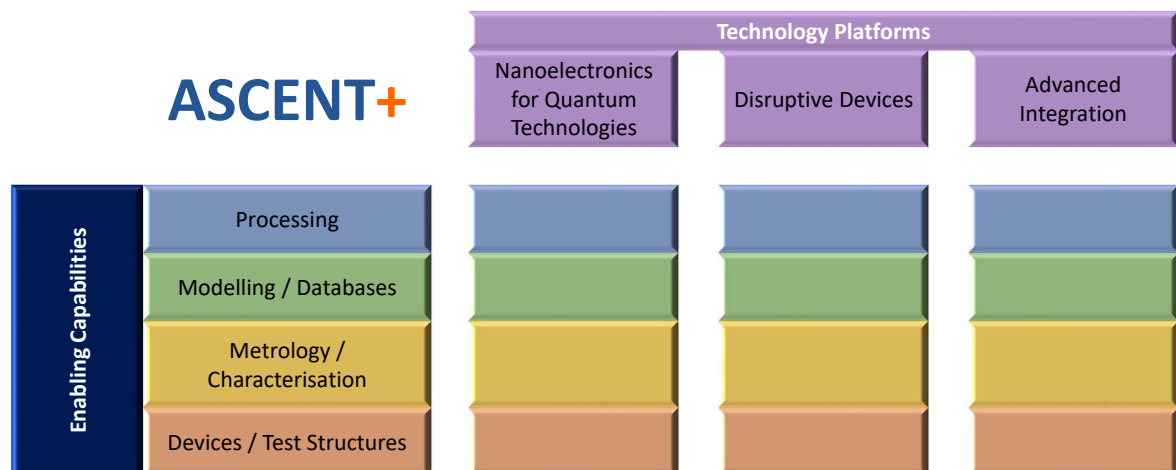 Technology Platforms
ASCENT+
Nanoelectronics
for Quantum
Technologies
Disruptive Devices
Advanced
Integration
Enabling Capabilities
Processing
Modelling / Databases
Metrology /
Characterisation
Devices / Test Structures